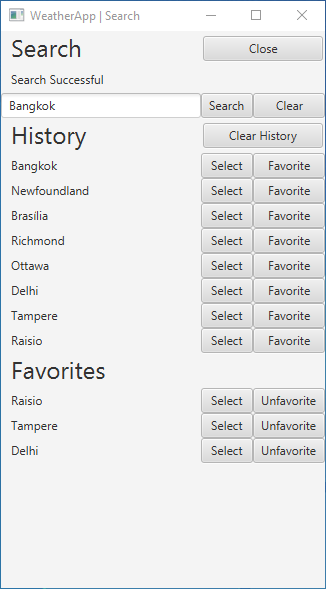 WeatherApp | Search
Search Close
Search Successful
Bangkok Search Clear
History Clear History
Bangkok Select Favorite
Newfoundland Select Favorite
Brasília Select Favorite
Richmond Select Favorite
Ottawa Select Favorite
Delhi Select Favorite
Tampere Select Favorite
Raisio Select Favorite
Favorites
Raisio Select Unfavorite
Tampere Select Unfavorite
Delhi Select Unfavorite